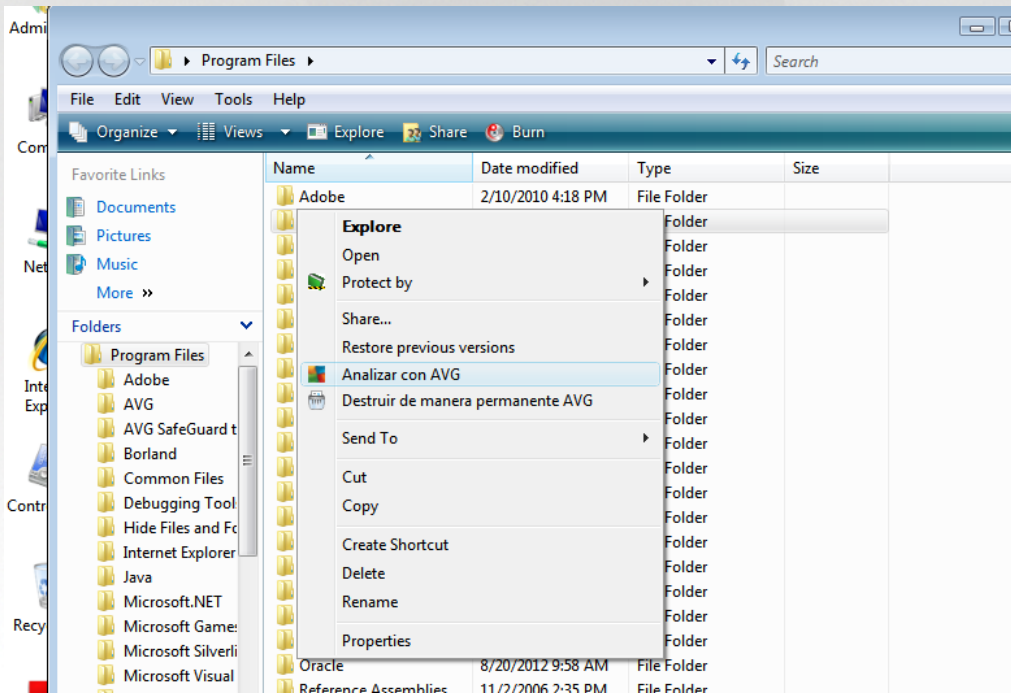 Admi
Program Files
Search
File Edit View Tools Help
Organize Views Explore Share Burn
Com
Favorite Links
Name Date modified Type Size
Adobe 2/10/2010 4:18 PM File Folder
Documents
Folder
Pictures
Folder
Net
Music
Folder
More »
Folder
Folders
Folder
Program Files
Folder
Adobe
Folder
Inte
Exp
AVG
Folder
AVG SafeGuard t
Folder
Borland
Folder
Common Files
Folder
Contr
Debugging Tool
Folder
Hide Files and Fo
Folder
Internet Explorer
Folder
Java
Folder
Microsoft.NET
Folder
Recy
Microsoft Games
Folder
Microsoft Silverli
Folder
Microsoft Visual
Explore
Open
Protect by
Share...
Restore previous versions
Analizar con AVG
Destruir de manera permanente AVG
Send To
Cut
Copy
Create Shortcut
Delete
Rename
Properties
Oracle 8/20/2012 9:58 AM File Folder
Reference Assemblies 11/2/2006 2:35 PM File Folder